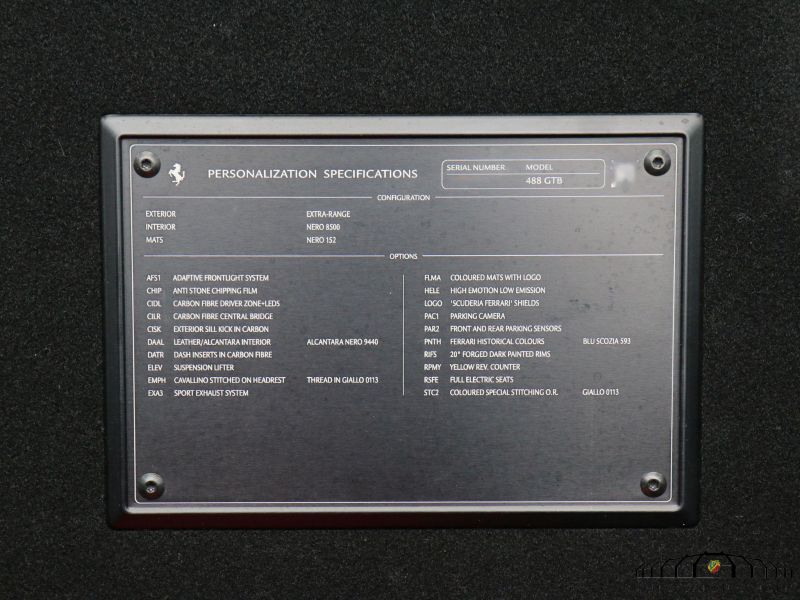 PERSONALIZATION SPECIFICATIONS
SERIAL NUMBER MODEL
488 GTB
CONFIGURATION
EXTERIOR EXTRA-RANGE
INTERIOR NERO 8500
MATS NERO 152
OPTIONS
AFS1 ADAPTIVE FRONTLIGHT SYSTEM
CHIP ANTI STONE CHIPPING FILM
CIDL CARBON FIBRE DRIVER ZONE+LEDS
CILR CARBON FIBRE CENTRAL BRIDGE
CISK EXTERIOR SILL KICK IN CARBON
DAAL LEATHER/ALCANTARA INTERIOR ALCANTARA NERO 9440
DATR DASH INSERTS IN CARBON FIBRE
ELEV SUSPENSION LIFTER
EMPH CAVALLINO STITCHED ON HEADREST THREAD IN GIALLO 0113
EXA3 SPORT EXHAUST SYSTEM
FLMA COLOURED MATS WITH LOGO
HELE HIGH EMOTION LOW EMISSION
LOGO 'SCUDERIA FERRARI' SHIELDS
PAC1 PARKING CAMERA
PAR2 FRONT AND REAR PARKING SENSORS
PNTH FERRARI HISTORICAL COLOURS BLU SCOZIA 593
RIFS 20" FORGED DARK PAINTED RIMS
RPMY YELLOW REV. COUNTER
RSFE FULL ELECTRIC SEATS
STC2 COLOURED SPECIAL STITCHING O.R. GIALLO 0113